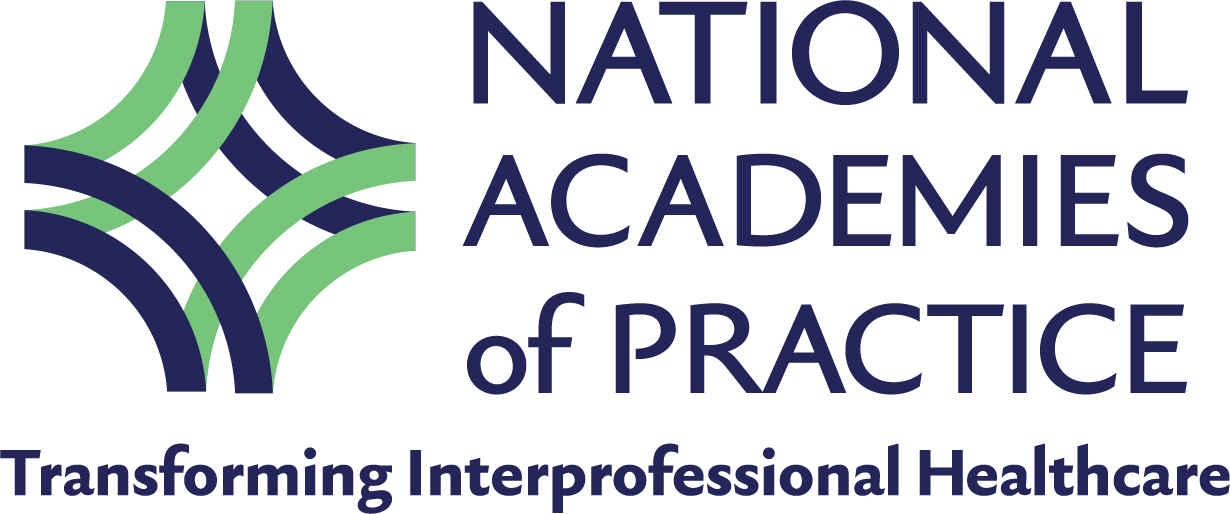 NATIONAL
ACADEMIES
of PRACTICE
Transforming Interprofessional Healthcare